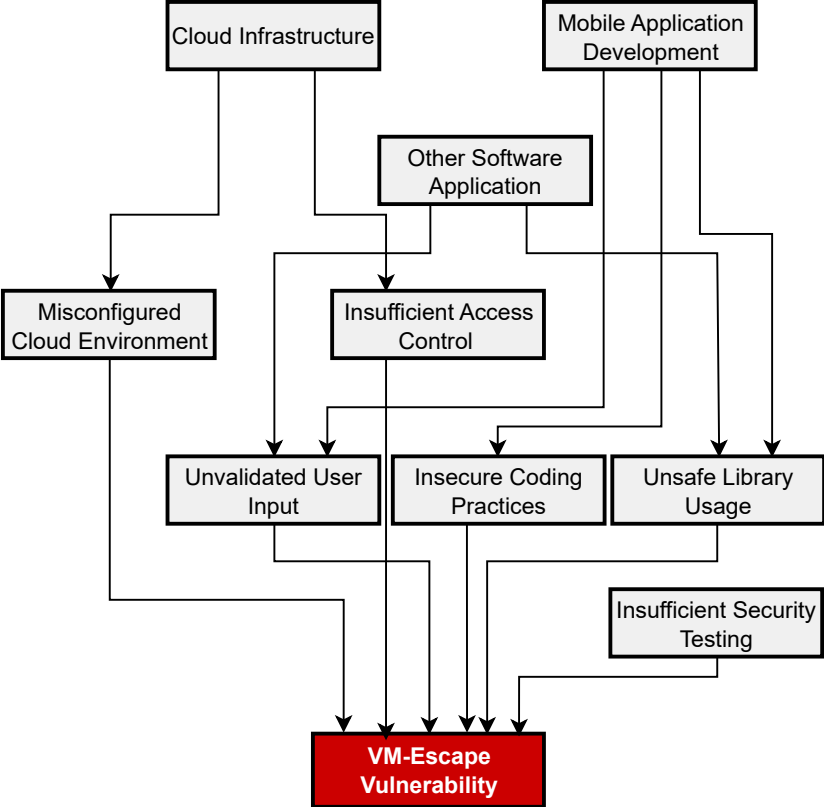 Cloud Infrastructure
Mobile Application
Development
Other Software
Application
Misconfigured
Cloud Environment
Insufficient Access
Control
Unvalidated User
Input
Insecure Coding
Practices
Unsafe Library
Usage
Insufficient Security
Testing
VM-Escape
Vulnerability